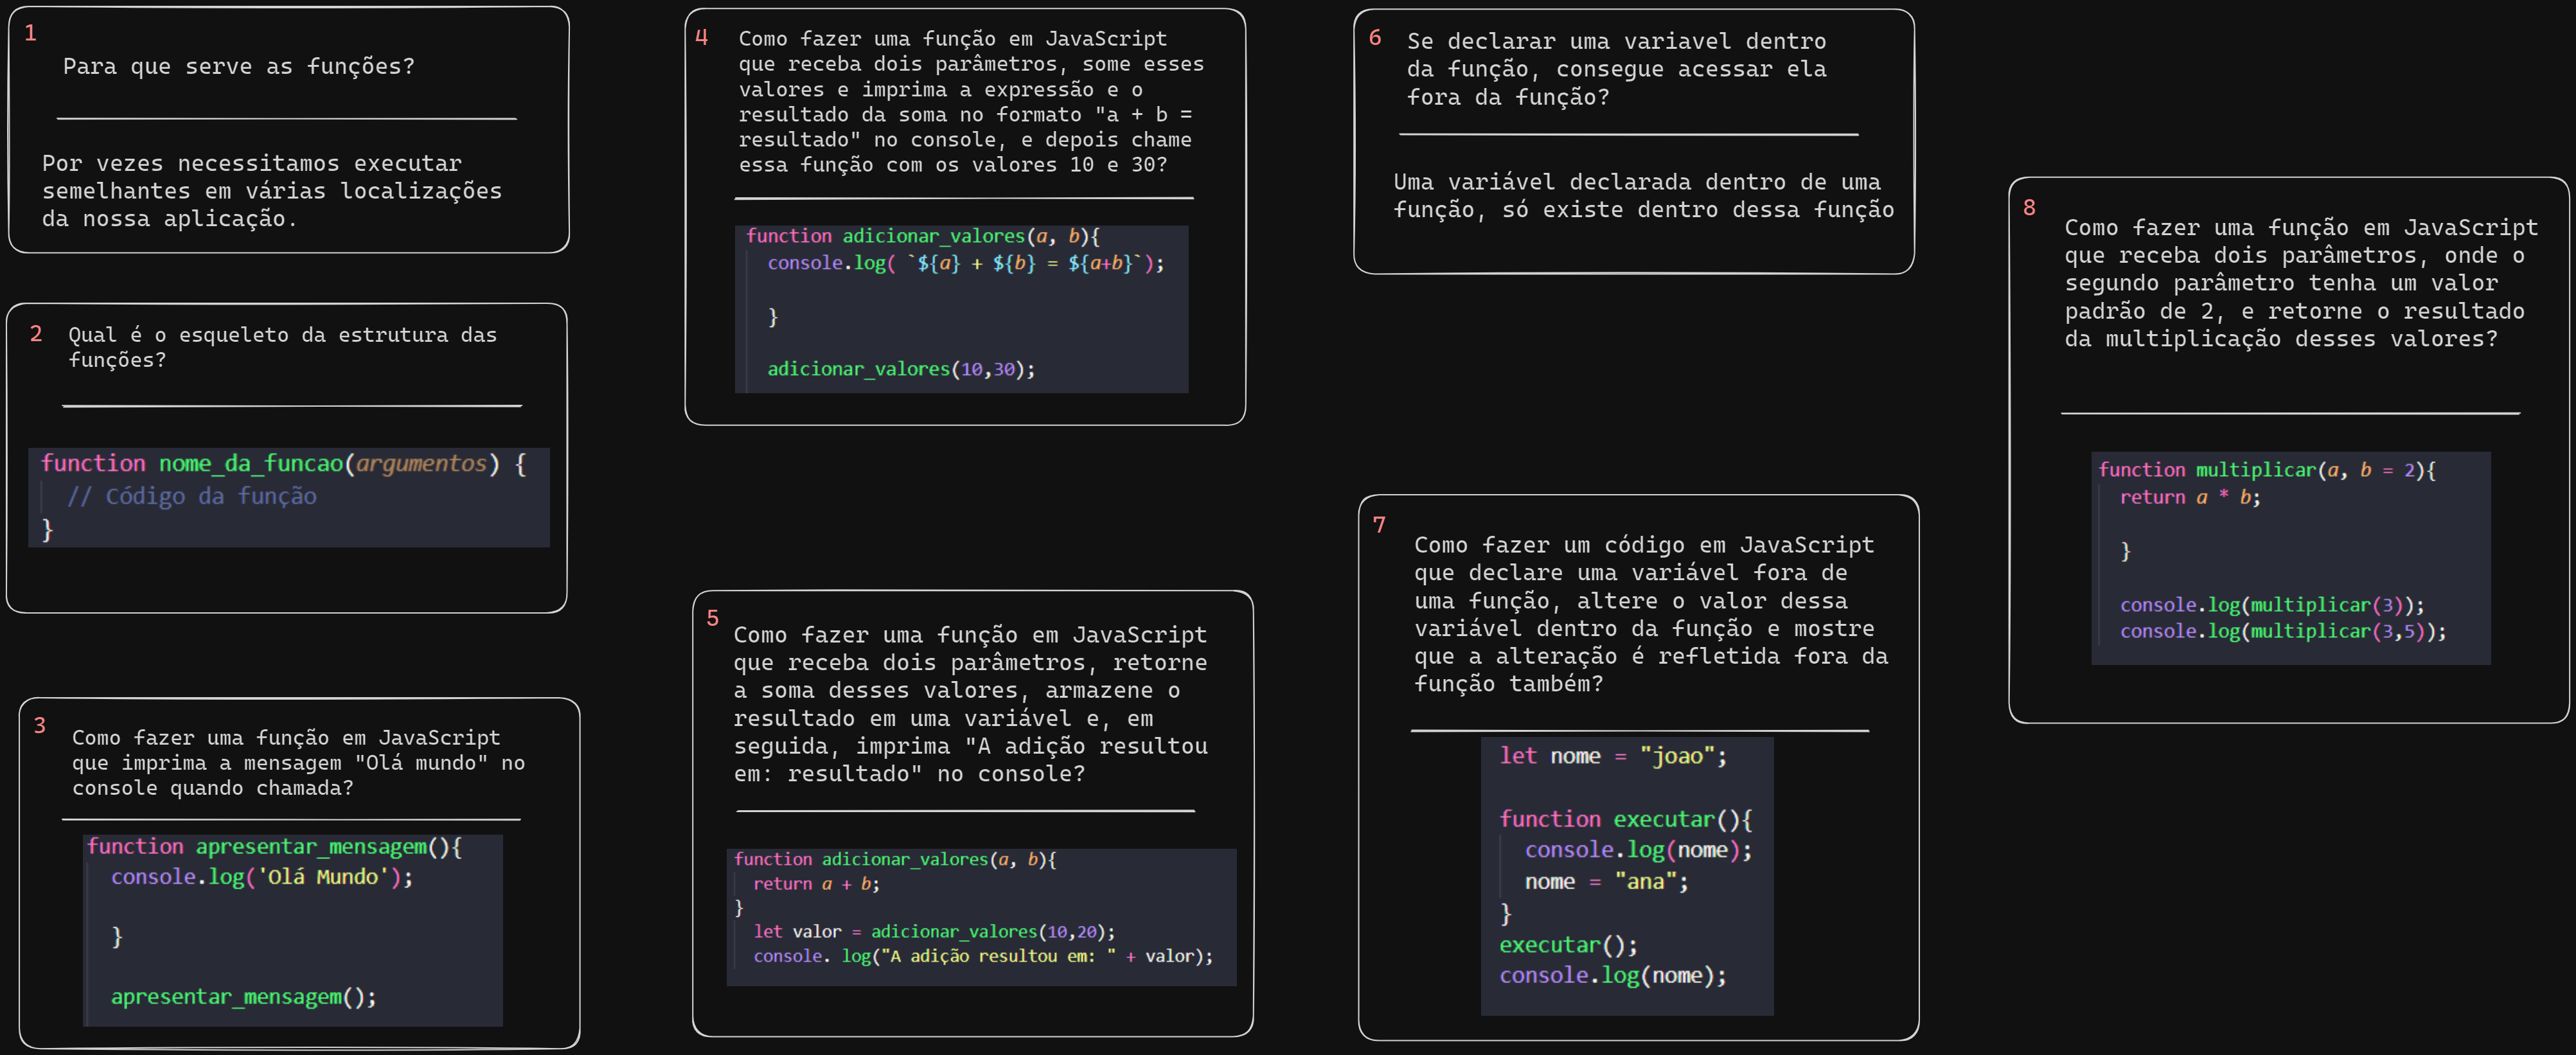 1
Para que serve as funções?
Por vezes necessitamos executar
semelhantes em várias localizações
da nossa aplicação.
2
Qual é o esqueleto da estrutura das
funções?
function nome_da_funcao(argumentos) {
// Código da função
}
3
Como fazer uma função em JavaScript
que imprima a mensagem "Olá mundo" no
console quando chamada?
function apresentar_mensagem(){
console.log('Olá Mundo');
}
apresentar_mensagem();
4
Como fazer uma função em JavaScript
que receba dois parâmetros, some esses
valores e imprima a expressão e o
resultado da soma no formato "a + b =
resultado" no console, e depois chame
essa função com os valores 10 e 30?
function adicionar_valores(a, b){
console.log( `${a} + ${b} = ${a+b}`);
}
adicionar_valores(10,30);
5
Como fazer uma função em JavaScript
que receba dois parâmetros, retorne
a soma desses valores, armazene o
resultado em uma variável e, em
seguida, imprima "A adição resultou
em: resultado" no console?
function adicionar_valores(a, b){
return a + b;
}
let valor = adicionar_valores(10,20);
console. log("A adição resultou em: " + valor);
6
Se declarar uma variavel dentro
da função, consegue acessar ela
fora da função?
Uma variável declarada dentro de uma
função, só existe dentro dessa função
7
Como fazer um código em JavaScript
que declare uma variável fora de
uma função, altere o valor dessa
variável dentro da função e mostre
que a alteração é refletida fora da
função também?
let nome = "joao";
function executar(){
console.log(nome);
nome = "ana";
}
executar();
console.log(nome);
8
Como fazer uma função em JavaScript
que receba dois parâmetros, onde o
segundo parâmetro tenha um valor
padrão de 2, e retorne o resultado
da multiplicação desses valores?
function multiplicar(a, b = 2){
return a * b;
}
console.log(multiplicar(3));
console.log(multiplicar(3,5));